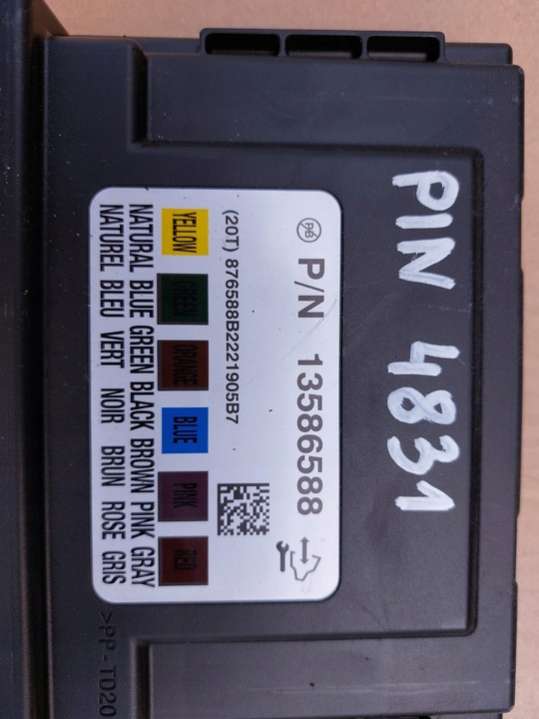 PIN 4831
Pb
P/N 13586588
(20T) 876588B2221905B7
YELLOW GREEN ORANGE BLUE PINK RED
NATURAL BLUE GREEN BLACK BROWN PINK GRAY
NATUREL BLEU VERT NOIR BRUN ROSE GRIS
>PP-TD20